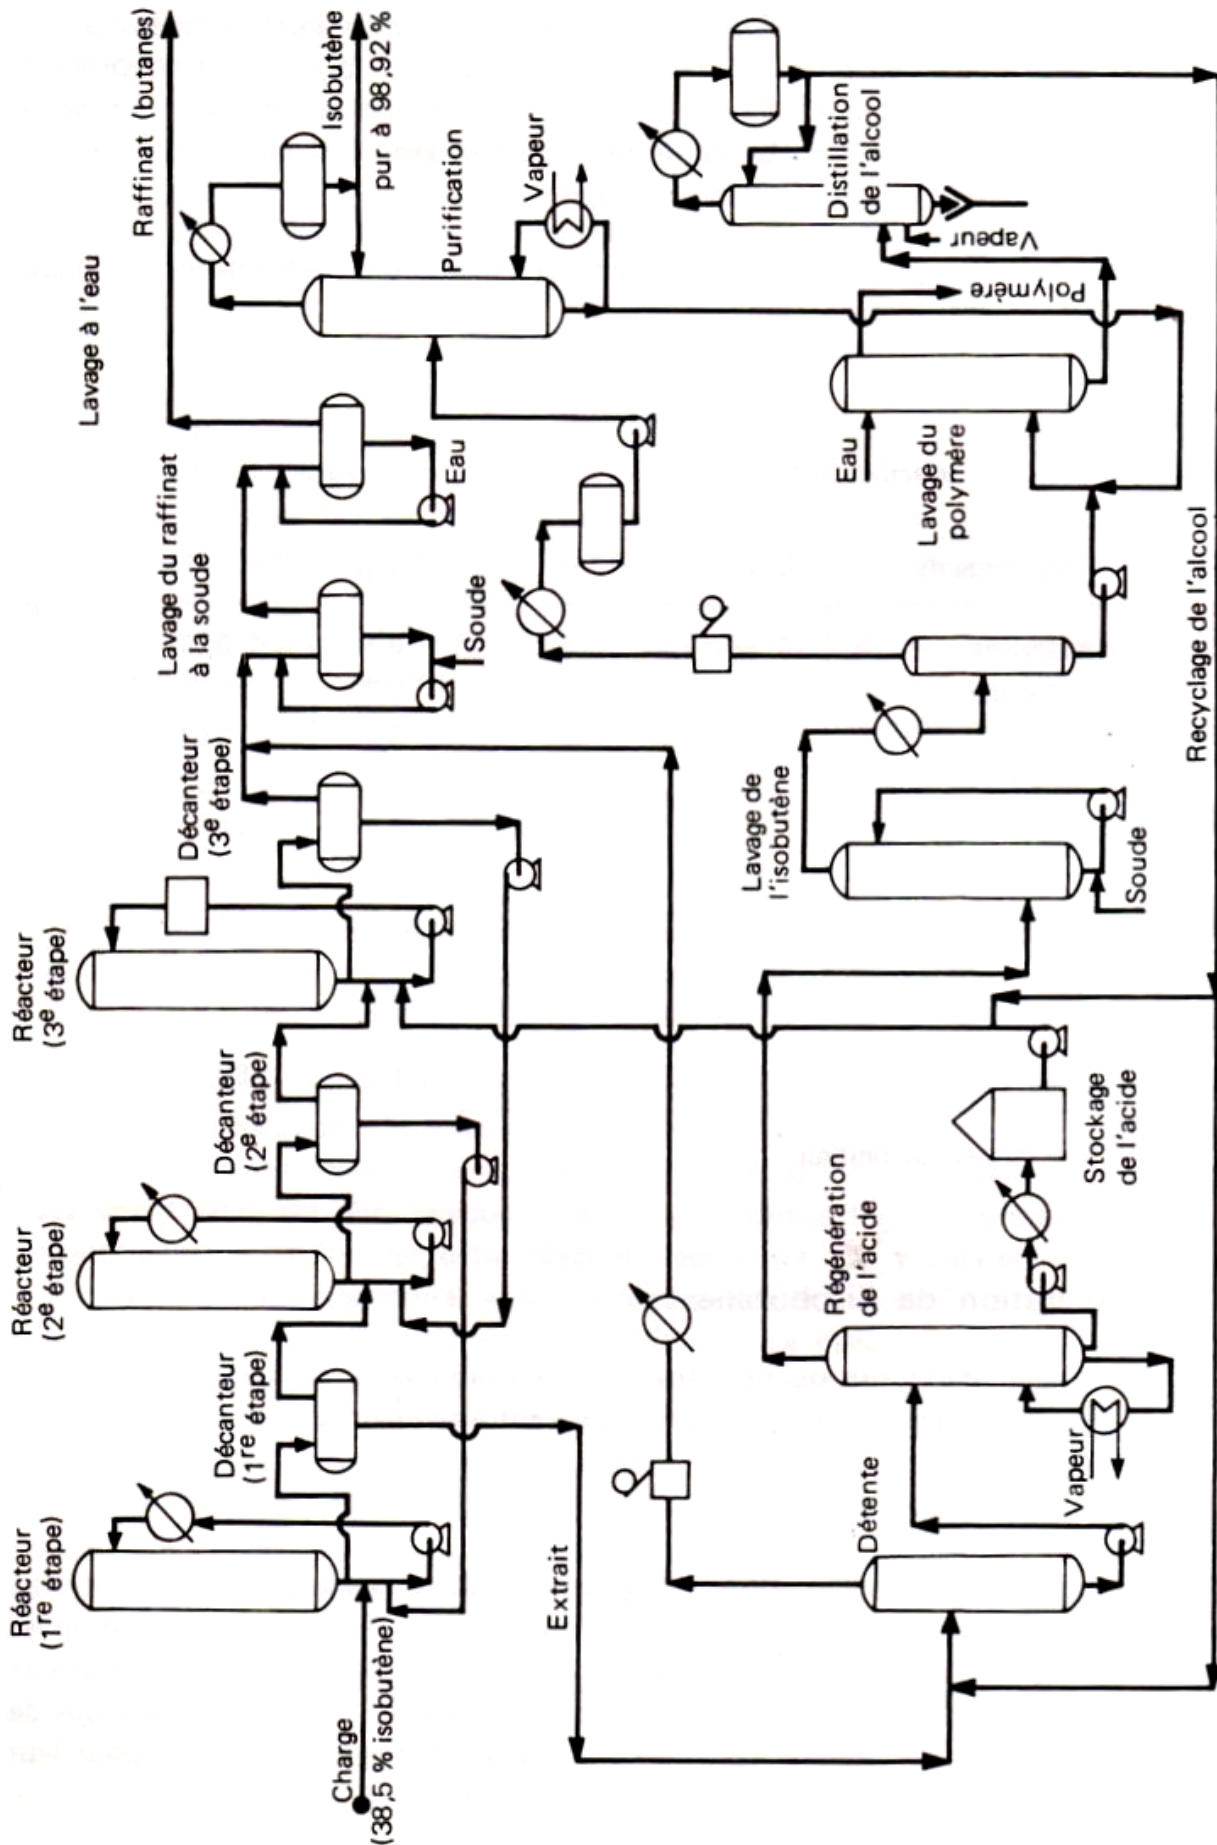 Réacteur
(1re étape)
Décanteur
(1re étape)
Réacteur
(2e étape)
Décanteur
(2e étape)
Réacteur
(3e étape)
Décanteur
(3e étape)
Lavage du raffinat
à la soude
Lavage à l'eau
Raffinat (butanes)
Isobutène
pur à 98,92 %
Charge
(38,5 % isobutène)
Soude
Eau
Purification
Vapeur
Extrait
Détente
Régénération
de l'acide
Vapeur
Stockage
de l'acide
Lavage de
l'isobutène
Soude
Lavage du
polymère
Eau
Polymère
Vapeur
Distillation
de l'alcool
Recyclage de l'alcool